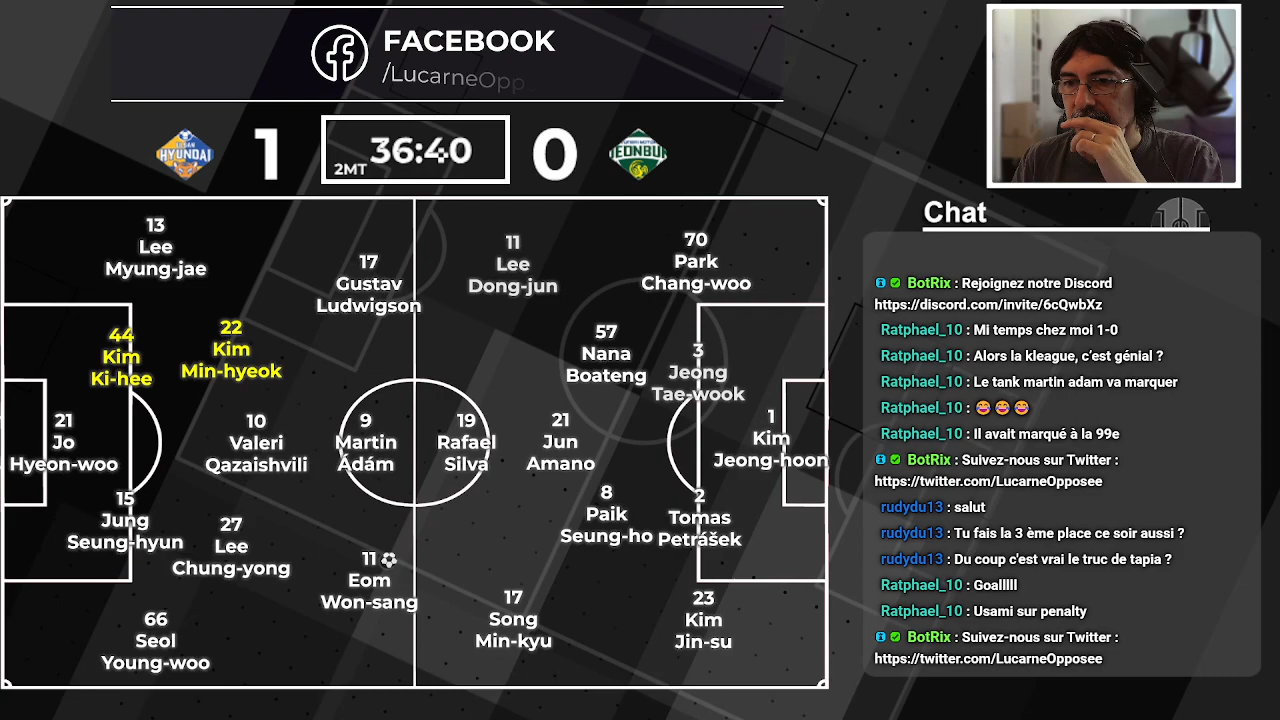 FACEBOOK
/LucarneOpp
HYUNDAI
1
2MT
36:40
0
13
Lee
Myung-jae
17
Gustav
Ludwigson
11
Lee
Dong-jun
70
Park
Chang-woo
44
Kim
Ki-hee
22
Kim
Min-hyeok
57
Nana
Boateng
3
Jeong
Tae-wook
21
Jo
Hyeon-woo
10
Valeri
Qazaishvili
9
Martin
Ádám
19
Rafael
Silva
21
Jun
Amano
1
Kim
Jeong-hoon
15
Jung
Seung-hyun
27
Lee
Chung-yong
11
Eom
Won-sang
8
Paik
Seung-ho
2
Tomas
Petrášek
66
Seol
Young-woo
17
Song
Min-kyu
23
Kim
Jin-su
Chat
BotRix : Rejoignez notre Discord
https://discord.com/invite/6cQwbXz
Ratphael_10 : Mi temps chez moi 1-0
Ratphael_10 : Alors la kleague, c’est génial ?
Ratphael_10 : Le tank martin adam va marquer
Ratphael_10 : 😂 😂 😂
Ratphael_10 : Il avait marqué à la 99e
BotRix : Suivez-nous sur Twitter :
https://twitter.com/LucarneOpposee
rudydu13 : salut
rudydu13 : Tu fais la 3 ème place ce soir aussi ?
rudydu13 : Du coup c'est vrai le truc de tapia ?
Ratphael_10 : Goalllll
Ratphael_10 : Usami sur penalty
BotRix : Suivez-nous sur Twitter :
https://twitter.com/LucarneOpposee